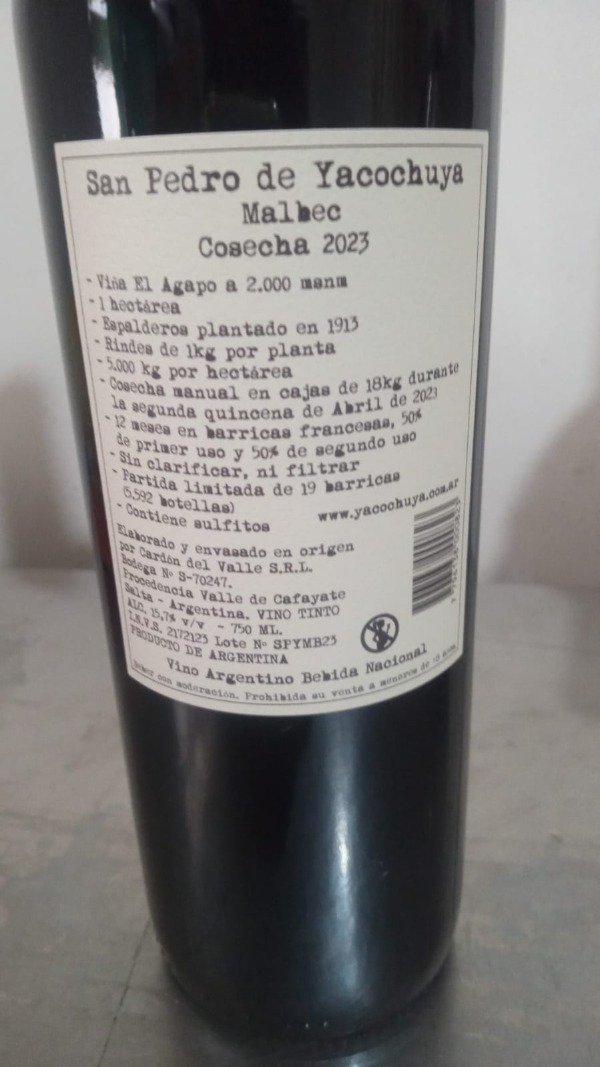 San Pedro de Yacochuya
Malbec
Cosecha 2023
- Viña El Agapo a 2.000 msnm
- 1 hectárea
- Espalderos plantado en 1913
- Rindes de 1kg por planta
- 5.000 kg por hectárea
- Cosecha manual en cajas de 18kg durante
la segunda quincena de Abril de 2023
- 12 meses en barricas francesas, 50%
de primer uso y 50% de segundo uso
- Sin clarificar, ni filtrar
- Partida limitada de 19 barricas
(5.592 botellas)
- Contiene sulfitos
www.yacochuya.com.ar
Elaborado y envasado en origen
por Cardón del Valle S.R.L.
Bodega Nº S-70247.
Procedencia Valle de Cafayate
Salta - Argentina. VINO TINTO
ALC. 15,7% v/v - 750 ML.
I.N.V.S. 2172123 Lote Nº SPYMB23
PRODUCTO DE ARGENTINA
Vino Argentino Bebida Nacional
Beber con moderación. Prohibida su venta a menores de 18 años.